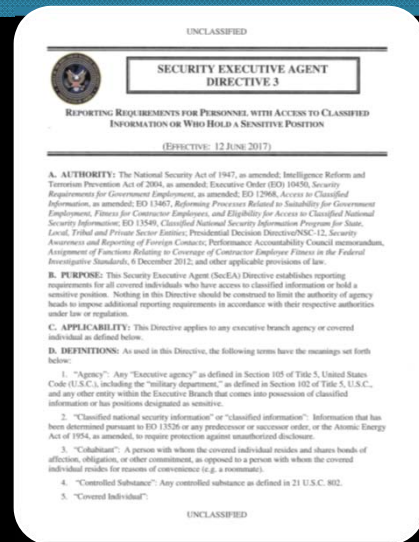 UNCLASSIFIED
SECURITY EXECUTIVE AGENT
DIRECTIVE 3
REPORTING REQUIREMENTS FOR PERSONNEL WITH ACCESS TO CLASSIFIED
INFORMATION OR WHO HOLD A SENSITIVE POSITION
(EFFECTIVE: 12 JUNE 2017)
A. AUTHORITY: The National Security Act of 1947, as amended; Intelligence Reform and
Terrorism Prevention Act of 2004, as amended; Executive Order (EO) 10450, Security
Requirements for Government Employment, as amended; EO 12968, Access to Classified
Information, as amended; EO 13467, Reforming Processes Related to Suitability for Government
Employment, Fitness for Contractor Employees, and Eligibility for Access to Classified National
Security Information; EO 13549, Classified National Security Information Program for State,
Local, Tribal and Private Sector Entities; Presidential Decision Directive/NSC-12, Security
Awareness and Reporting of Foreign Contacts; Performance Accountability Council memorandum,
Assignment of Functions Relating to Coverage of Contractor Employee Fitness in the Federal
Investigative Standards, 6 December 2012; and other applicable provisions of law.
B. PURPOSE: This Security Executive Agent (SecEA) Directive establishes reporting
requirements for all covered individuals who have access to classified information or hold a
sensitive position. Nothing in this Directive should be construed to limit the authority of agency
heads to impose additional reporting requirements in accordance with their respective authorities
under law or regulation.
C. APPLICABILITY: This Directive applies to any executive branch agency or covered
individual as defined below.
D. DEFINITIONS: As used in this Directive, the following terms have the meanings set forth
below:
1. "Agency": Any "Executive agency" as defined in Section 105 of Title 5, United States
Code (U.S.C.), including the "military department," as defined in Section 102 of Title 5, U.S.C.,
and any other entity within the Executive Branch that comes into possession of classified
information or has positions designated as sensitive.
2. "Classified national security information" or "classified information": Information that has
been determined pursuant to EO 13526 or any predecessor or successor order, or the Atomic Energy
Act of 1954, as amended, to require protection against unauthorized disclosure.
3. "Cohabitant": A person with whom the covered individual resides and shares bonds of
affection, obligation, or other commitment, as opposed to a person with whom the covered
individual resides for reasons of convenience (e.g. a roommate).
4. "Controlled Substance": Any controlled substance as defined in 21 U.S.C. 802.
5. "Covered Individual":
UNCLASSIFIED